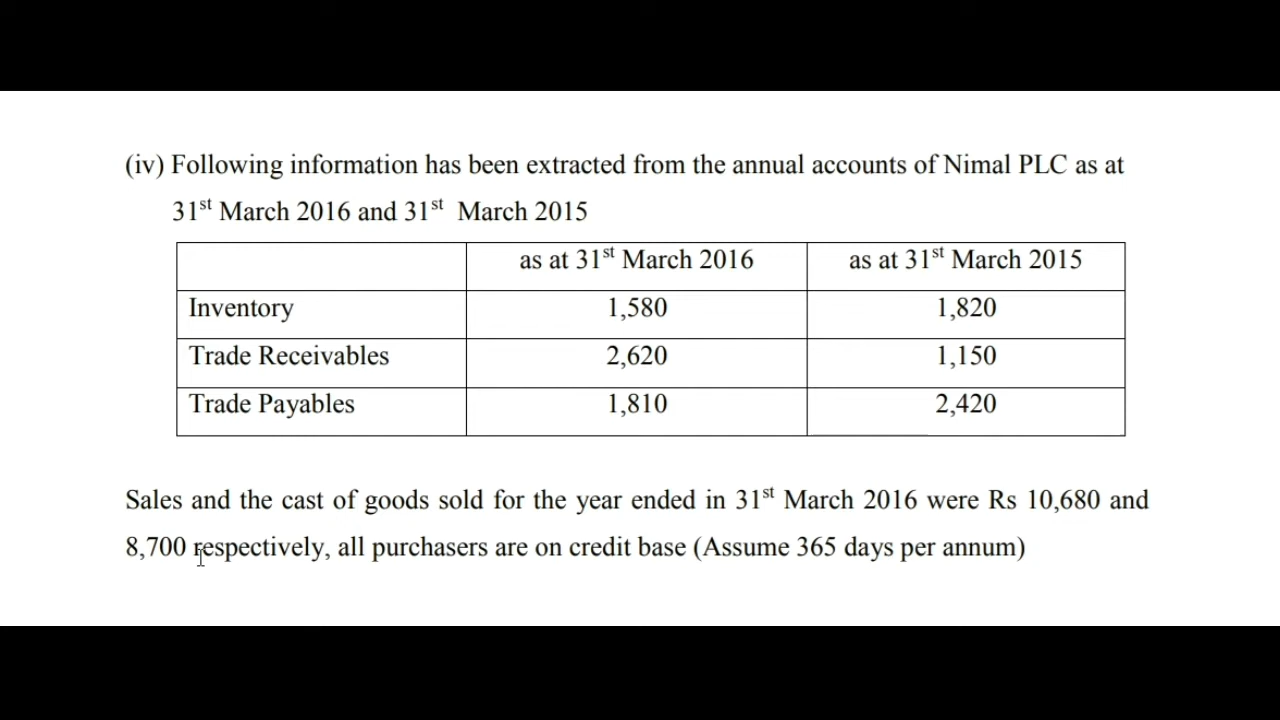 (iv) Following information has been extracted from the annual accounts of Nimal PLC as at
31st March 2016 and 31st March 2015
as at 31st March 2016 as at 31st March 2015
Inventory 1,580 1,820
Trade Receivables 2,620 1,150
Trade Payables 1,810 2,420
Sales and the cast of goods sold for the year ended in 31st March 2016 were Rs 10,680 and
8,700 respectively, all purchasers are on credit base (Assume 365 days per annum)